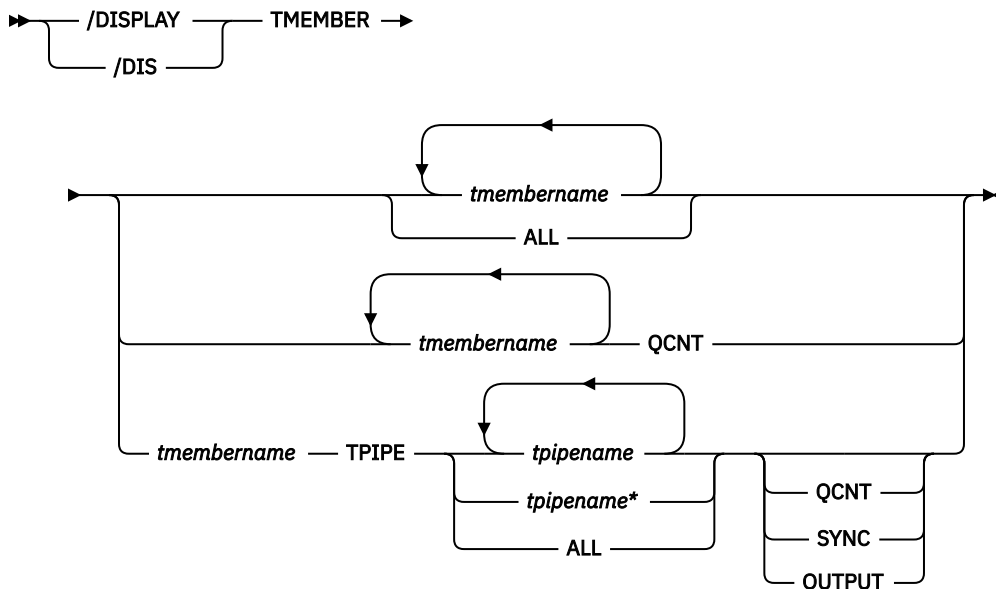 /DISPLAY TMEMBER
/DIS
tmembername
ALL
tmembername QCNT
tmembername TPIPE tpipename
tpipename*
ALL
QCNT
SYNC
OUTPUT